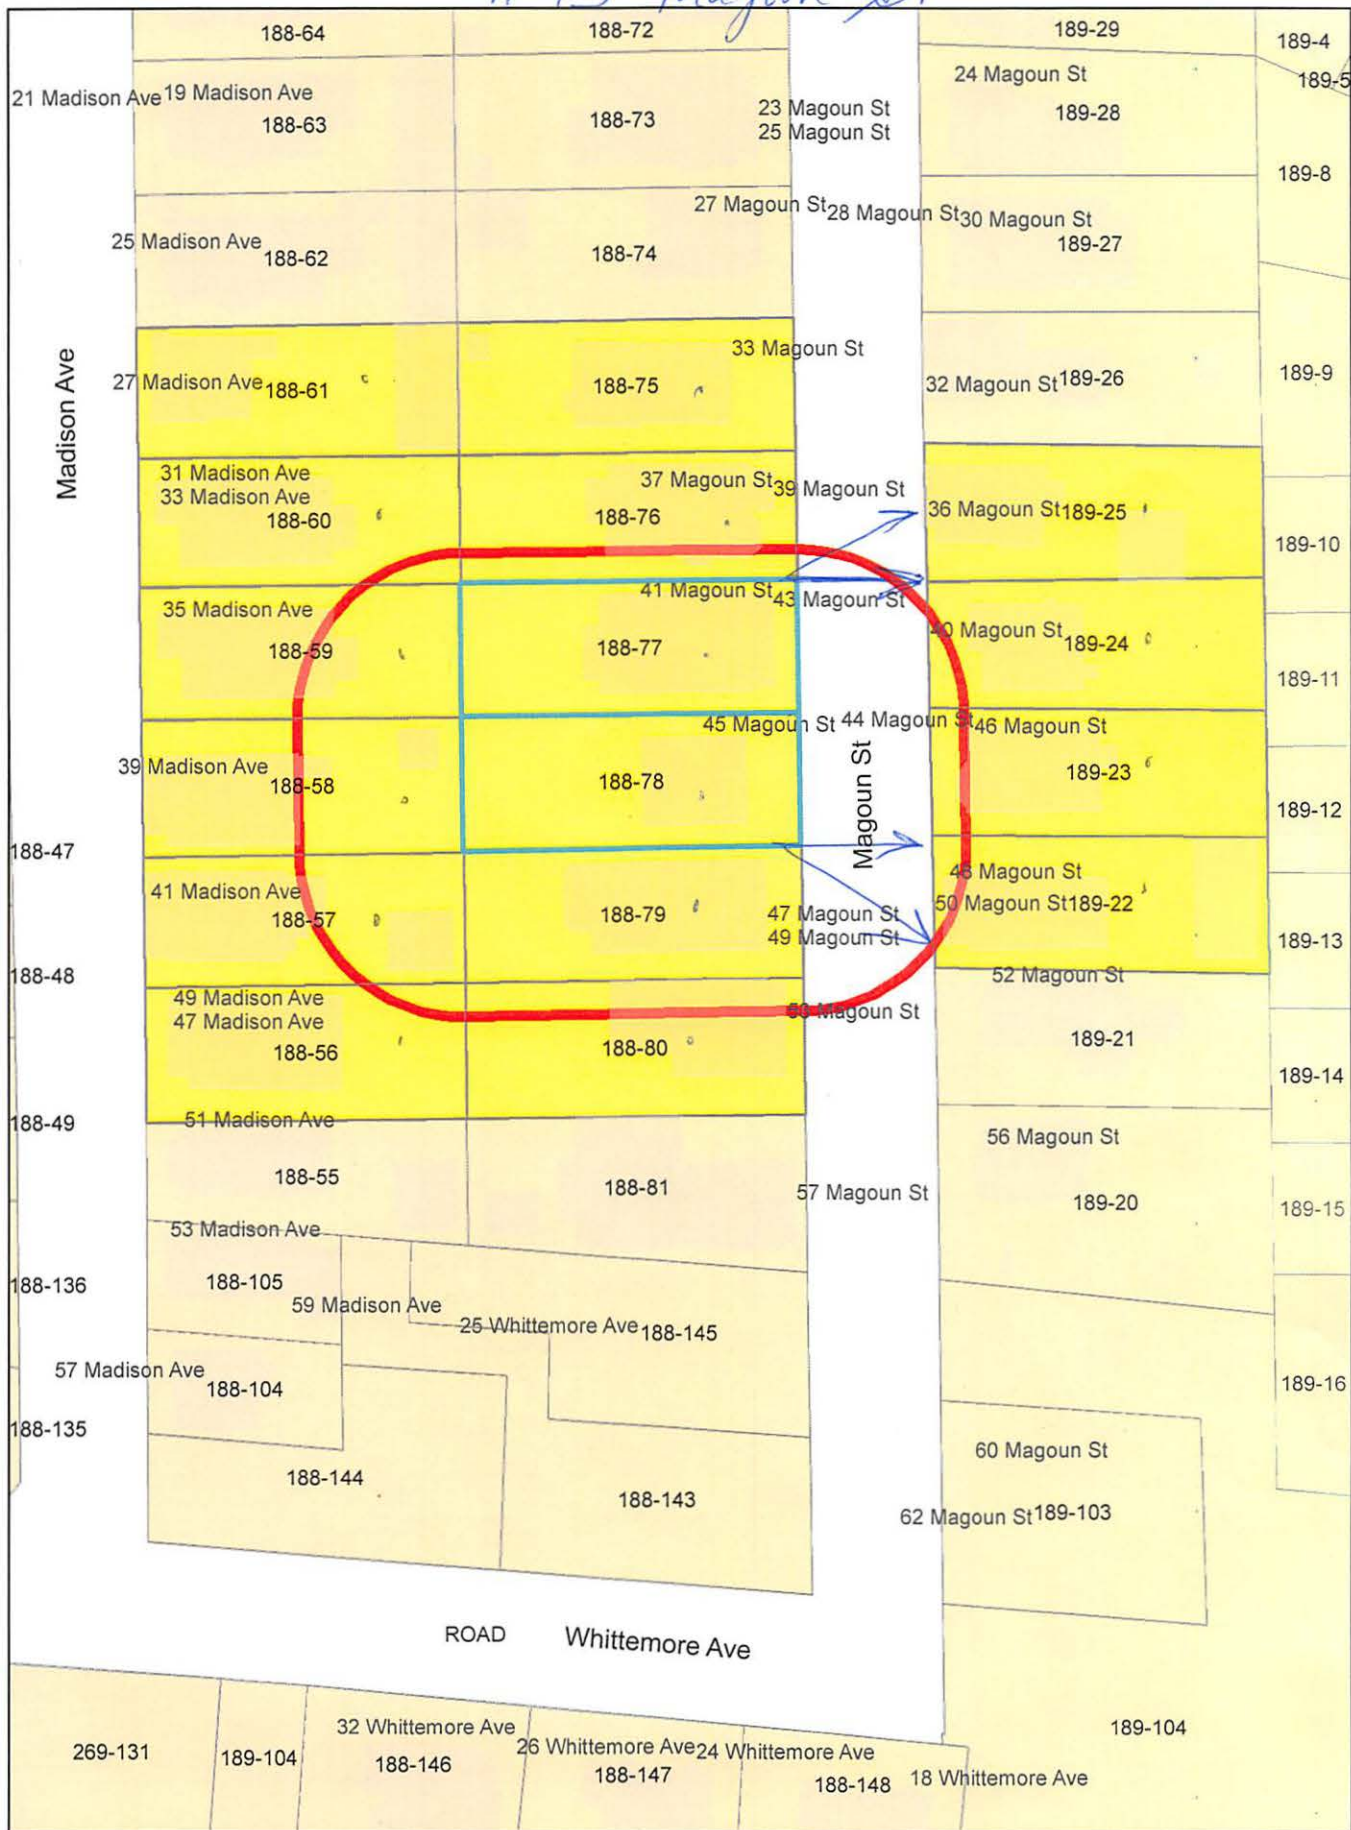 Magoun St
188-64
188-72
189-29
189-4
189-5
24 Magoun St
21 Madison Ave
19 Madison Ave
23 Magoun St
25 Magoun St
188-63
188-73
189-28
189-8
27 Magoun St
28 Magoun St
30 Magoun St
25 Madison Ave
188-62
188-74
189-27
33 Magoun St
Madison Ave
27 Madison Ave
188-61
188-75
32 Magoun St
189-26
189-9
31 Madison Ave
33 Madison Ave
188-60
37 Magoun St
39 Magoun St
188-76
36 Magoun St
189-25
189-10
35 Madison Ave
41 Magoun St
43 Magoun St
188-59
188-77
40 Magoun St
189-24
189-11
45 Magoun St
44 Magoun St
46 Magoun St
39 Madison Ave
188-58
188-78
Magoun St
189-23
189-12
188-47
41 Madison Ave
188-57
188-79
47 Magoun St
49 Magoun St
48 Magoun St
50 Magoun St
189-22
189-13
188-48
49 Madison Ave
47 Madison Ave
188-56
188-80
53 Magoun St
52 Magoun St
189-21
189-14
188-49
51 Madison Ave
188-55
188-81
57 Magoun St
56 Magoun St
189-20
189-15
53 Madison Ave
188-136
188-105
59 Madison Ave
25 Whittemore Ave
188-145
57 Madison Ave
188-104
189-16
188-135
188-144
188-143
60 Magoun St
62 Magoun St
189-103
ROAD
Whittemore Ave
269-131
189-104
32 Whittemore Ave
188-146
26 Whittemore Ave
188-147
24 Whittemore Ave
188-148
18 Whittemore Ave
189-104